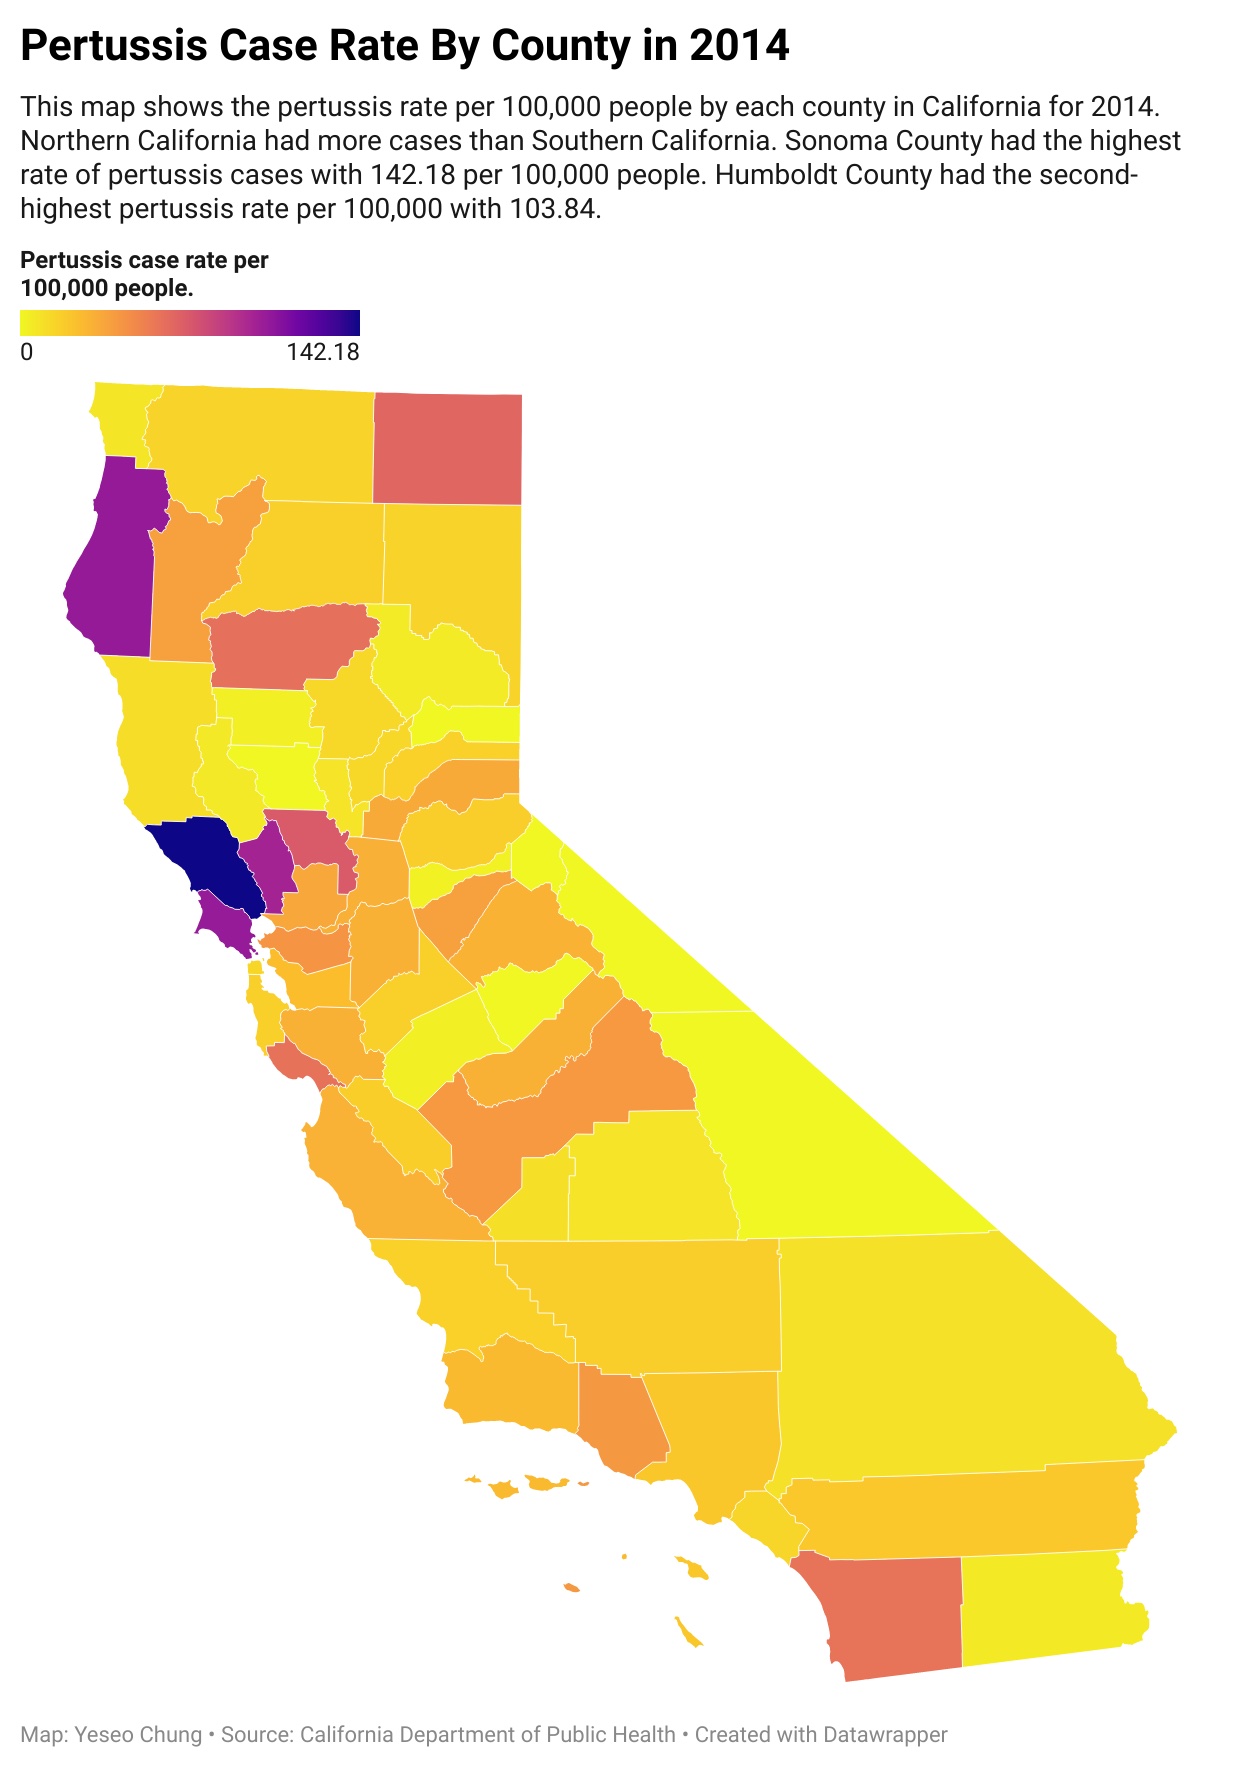 Pertussis Case Rate By County in 2014
This map shows the pertussis rate per 100,000 people by each county in California for 2014.
Northern California had more cases than Southern California. Sonoma County had the highest
rate of pertussis cases with 142.18 per 100,000 people. Humboldt County had the second-
highest pertussis rate per 100,000 with 103.84.
Pertussis case rate per
100,000 people.
0 142.18
Map: Yeseo Chung • Source: California Department of Public Health • Created with Datawrapper